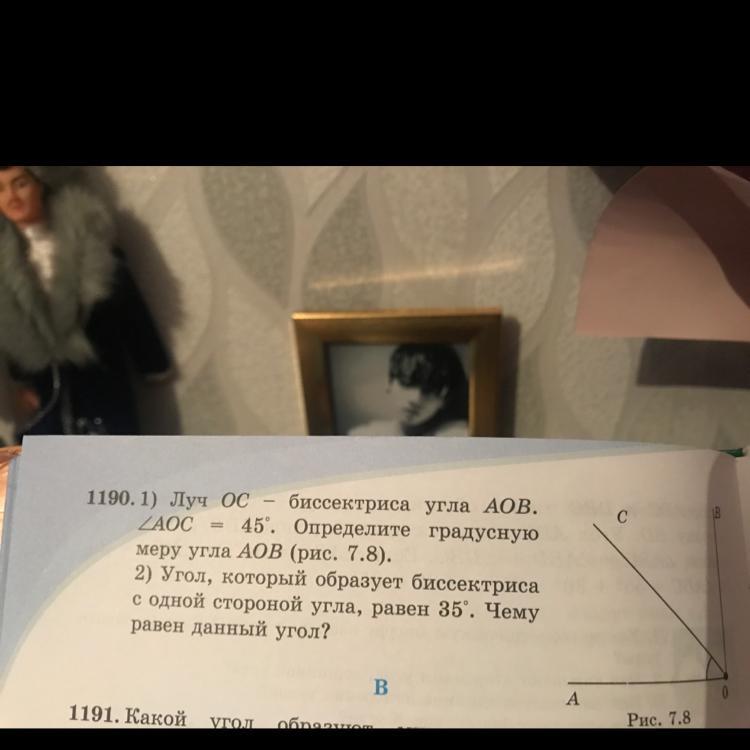 1190. 1) Луч OC – биссектриса угла AOB.
∠AOC = 45°. Определите градусную
меру угла AOB (рис. 7.8).
2) Угол, который образует биссектриса
с одной стороной угла, равен 35°. Чему
равен данный угол?
C
B
A
O
Рис. 7.8
В
1191. Какой угол образуют